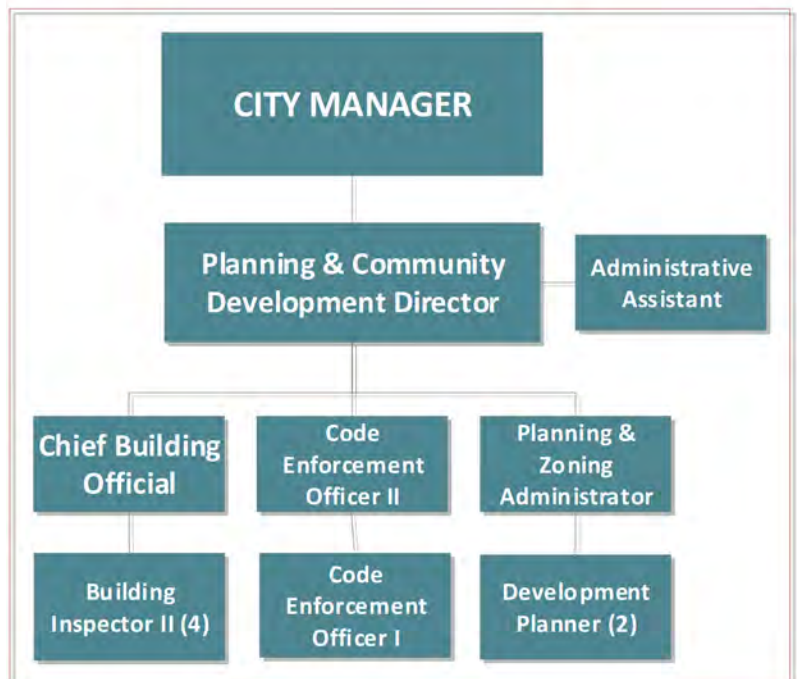 CITY MANAGER
Planning & Community
Development Director
Administrative
Assistant
Chief Building
Official
Code
Enforcement
Officer II
Planning &
Zoning
Administrator
Building
Inspector II (4)
Code
Enforcement
Officer I
Development
Planner (2)